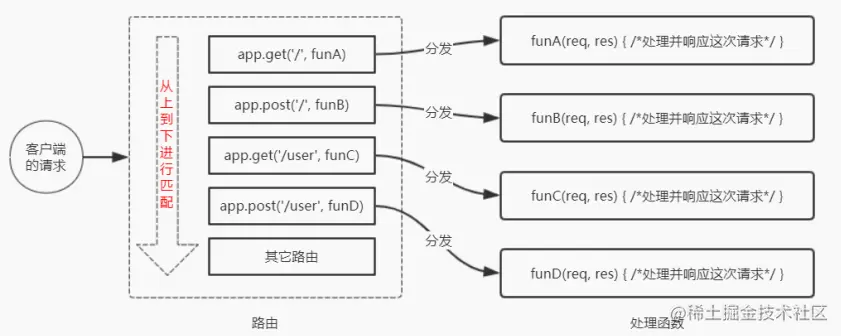 客户端
的请求
从上到下进行匹配
app.get('/', funA)
app.post('/', funB)
app.get('/user', funC)
app.post('/user', funD)
其它路由
分发
分发
分发
分发
funA(req, res) { /*处理并响应这次请求*/ }
funB(req, res) { /*处理并响应这次请求*/ }
funC(req, res) { /*处理并响应这次请求*/ }
funD(req, res) { /*处理并响应这次请求*/ }
路由
处理函数
@稀土掘金技术社区